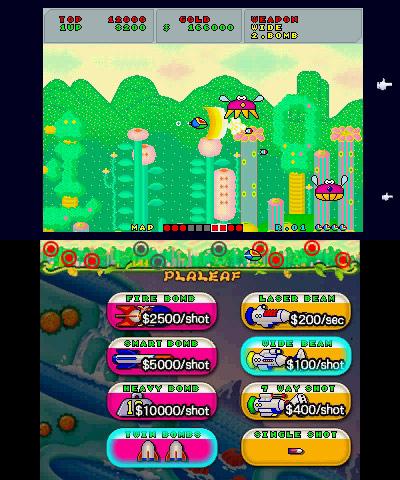 TOP 12000 GOLD WEAPON
1UP 3200 $ 166000 WIDE
2.BOMB
MAP R.01
PLALEAF
FIRE BOMB LASER BEAM
$2500/shot $200/sec
SMART BOMB WIDE BEAM
$5000/shot $100/shot
HEAVY BOMB 7 WAY SHOT
$10000/shot $400/shot
TWIN BOMBS SINGLE SHOT